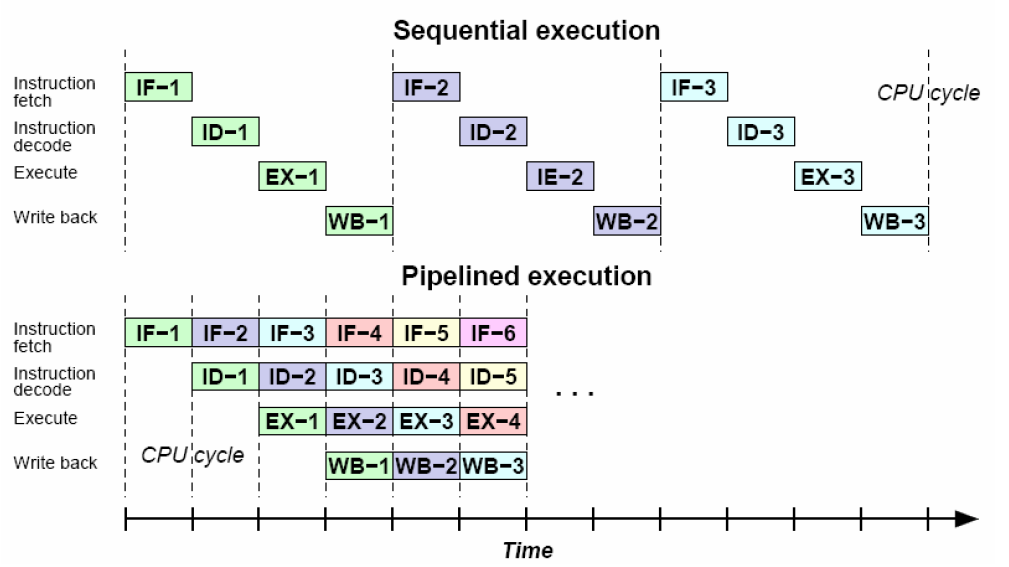 Sequential execution
Instruction
fetch
IF−1
IF−2
IF−3
CPU cycle
Instruction
decode
ID−1
ID−2
ID−3
Execute
EX−1
IE−2
EX−3
Write back
WB−1
WB−2
WB−3
Pipelined execution
Instruction
fetch
IF−1
IF−2
IF−3
IF−4
IF−5
IF−6
Instruction
decode
ID−1
ID−2
ID−3
ID−4
ID−5
. . .
Execute
EX−1
EX−2
EX−3
EX−4
Write back
CPU cycle
WB−1
WB−2
WB−3
Time